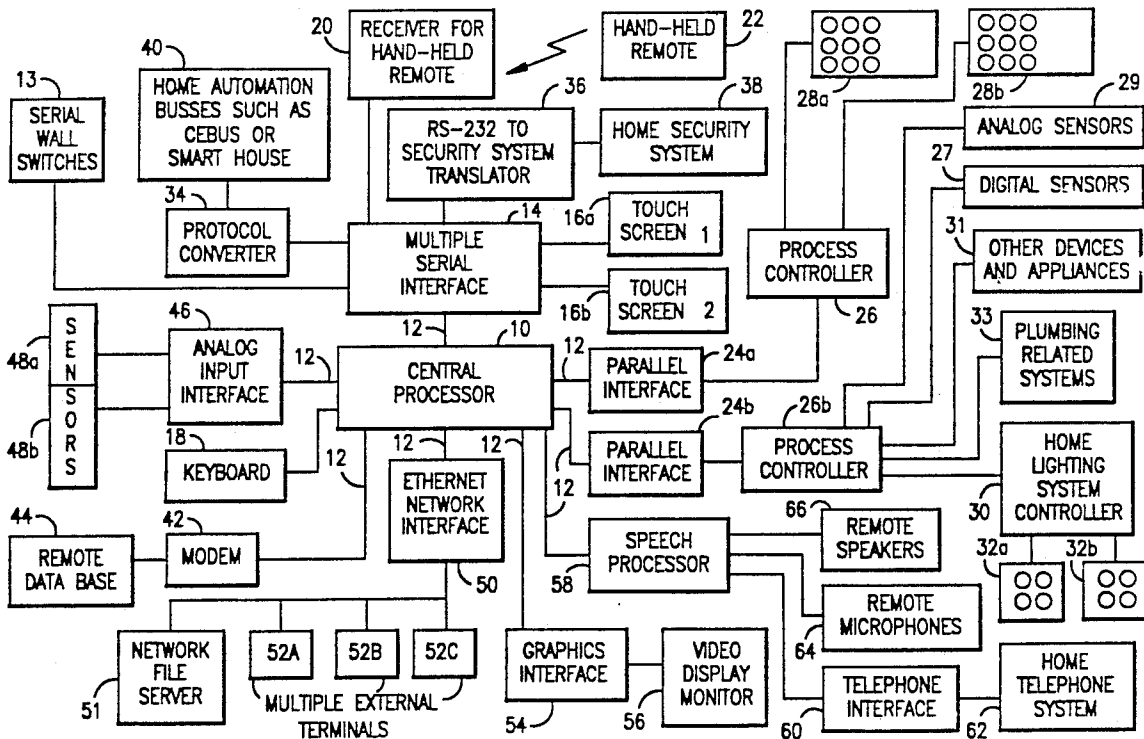 20
RECEIVER FOR
HAND-HELD
REMOTE
HAND-HELD
REMOTE
22
28a
28b
13
SERIAL
WALL
SWITCHES
40
HOME AUTOMATION
BUSSES SUCH AS
CEBUS OR
SMART HOUSE
36
RS-232 TO
SECURITY SYSTEM
TRANSLATOR
38
HOME SECURITY
SYSTEM
29
ANALOG SENSORS
27
DIGITAL SENSORS
34
PROTOCOL
CONVERTER
14
MULTIPLE
SERIAL
INTERFACE
16a
TOUCH
SCREEN 1
16b
TOUCH
SCREEN 2
PROCESS
CONTROLLER
26
31
OTHER DEVICES
AND APPLIANCES
48a
48b
SENSORS
46
ANALOG
INPUT
INTERFACE
12
12
10
CENTRAL
PROCESSOR
12
24a
PARALLEL
INTERFACE
24b
PARALLEL
INTERFACE
26b
PROCESS
CONTROLLER
33
PLUMBING
RELATED
SYSTEMS
18
KEYBOARD
12
12
12
12
ETHERNET
NETWORK
INTERFACE
50
HOME
LIGHTING
SYSTEM
CONTROLLER
30
32a
32b
44
REMOTE
DATA BASE
42
MODEM
58
SPEECH
PROCESSOR
66
REMOTE
SPEAKERS
64
REMOTE
MICROPHONES
NETWORK
FILE
SERVER
51
52A
52B
52C
MULTIPLE EXTERNAL
TERMINALS
GRAPHICS
INTERFACE
54
VIDEO
DISPLAY
MONITOR
56
TELEPHONE
INTERFACE
60
HOME
TELEPHONE
SYSTEM
62